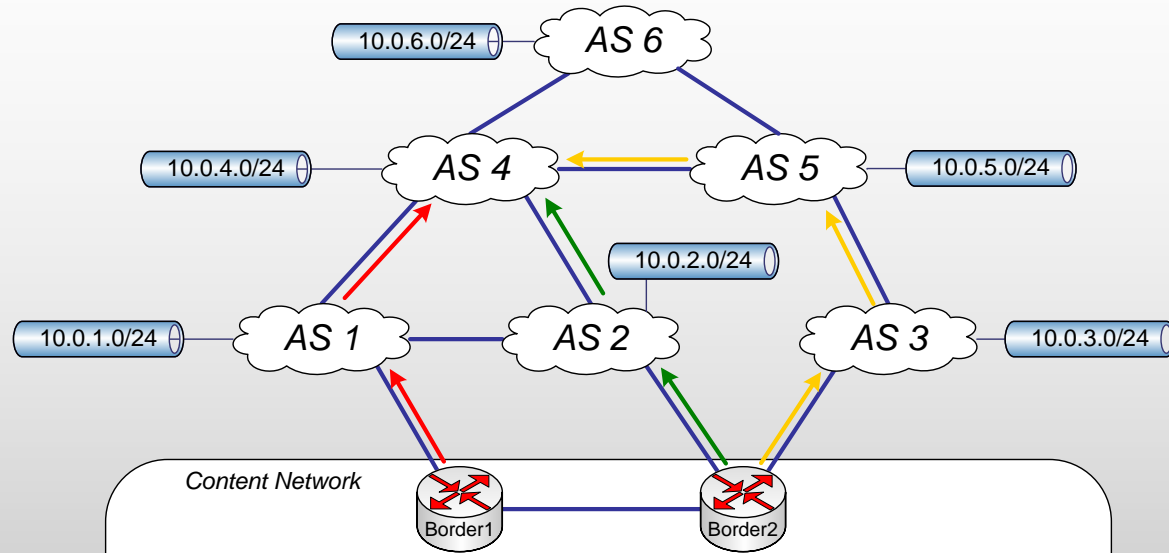 10.0.6.0/24
AS 6
10.0.4.0/24
AS 4
AS 5
10.0.5.0/24
10.0.2.0/24
10.0.1.0/24
AS 1
AS 2
AS 3
10.0.3.0/24
Content Network
Border1
Border2